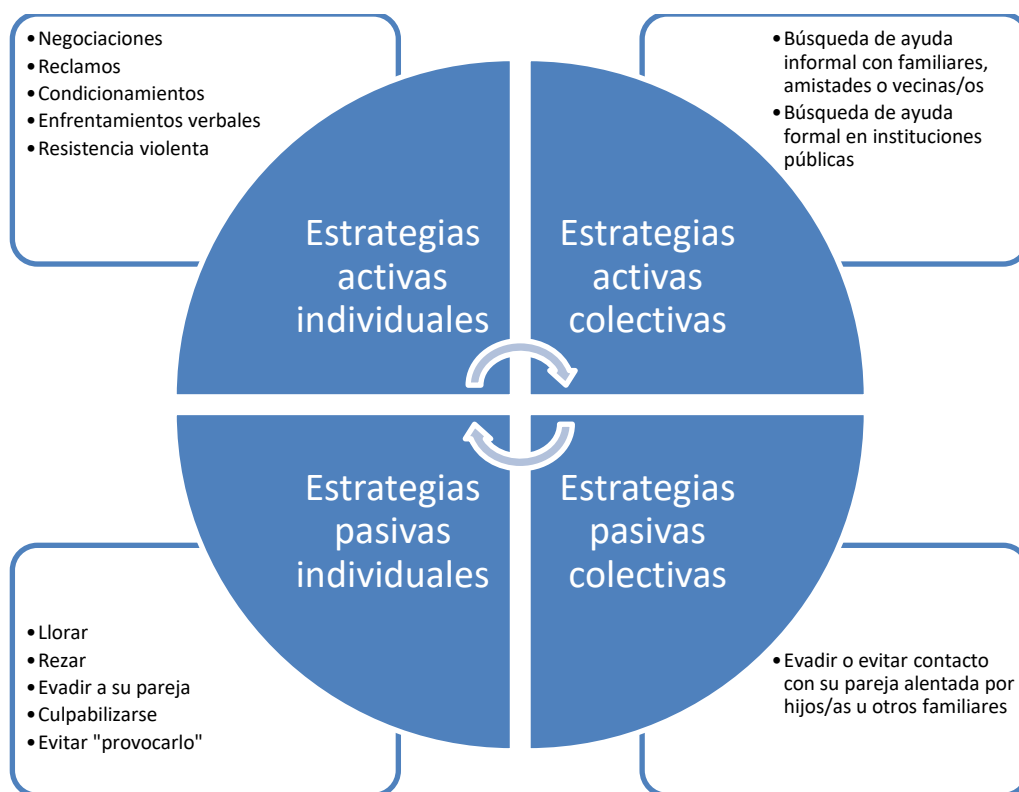 •Negociaciones
•Reclamos
•Condicionamientos
•Enfrentamientos verbales
•Resistencia violenta
•Búsqueda de ayuda
informal con familiares,
amistades o vecinas/os
•Búsqueda de ayuda
formal en instituciones
públicas
Estrategias
activas
individuales
Estrategias
activas
colectivas
Estrategias
pasivas
individuales
Estrategias
pasivas
colectivas
•Llorar
•Rezar
•Evadir a su pareja
•Culpabilizarse
•Evitar "provocarlo"
•Evadir o evitar contacto
con su pareja alentada por
hijos/as u otros familiares